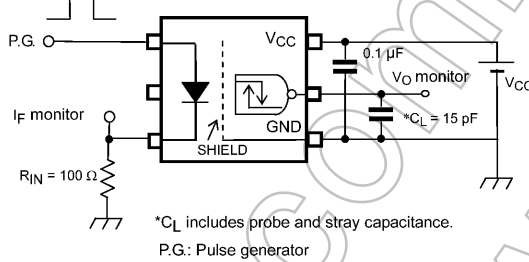 P.G.
VCC
0.1 μF
VO monitor
VCC
IF monitor
GND
*CL = 15 pF
SHIELD
RIN = 100 Ω
*CL includes probe and stray capacitance.
P.G.: Pulse generator